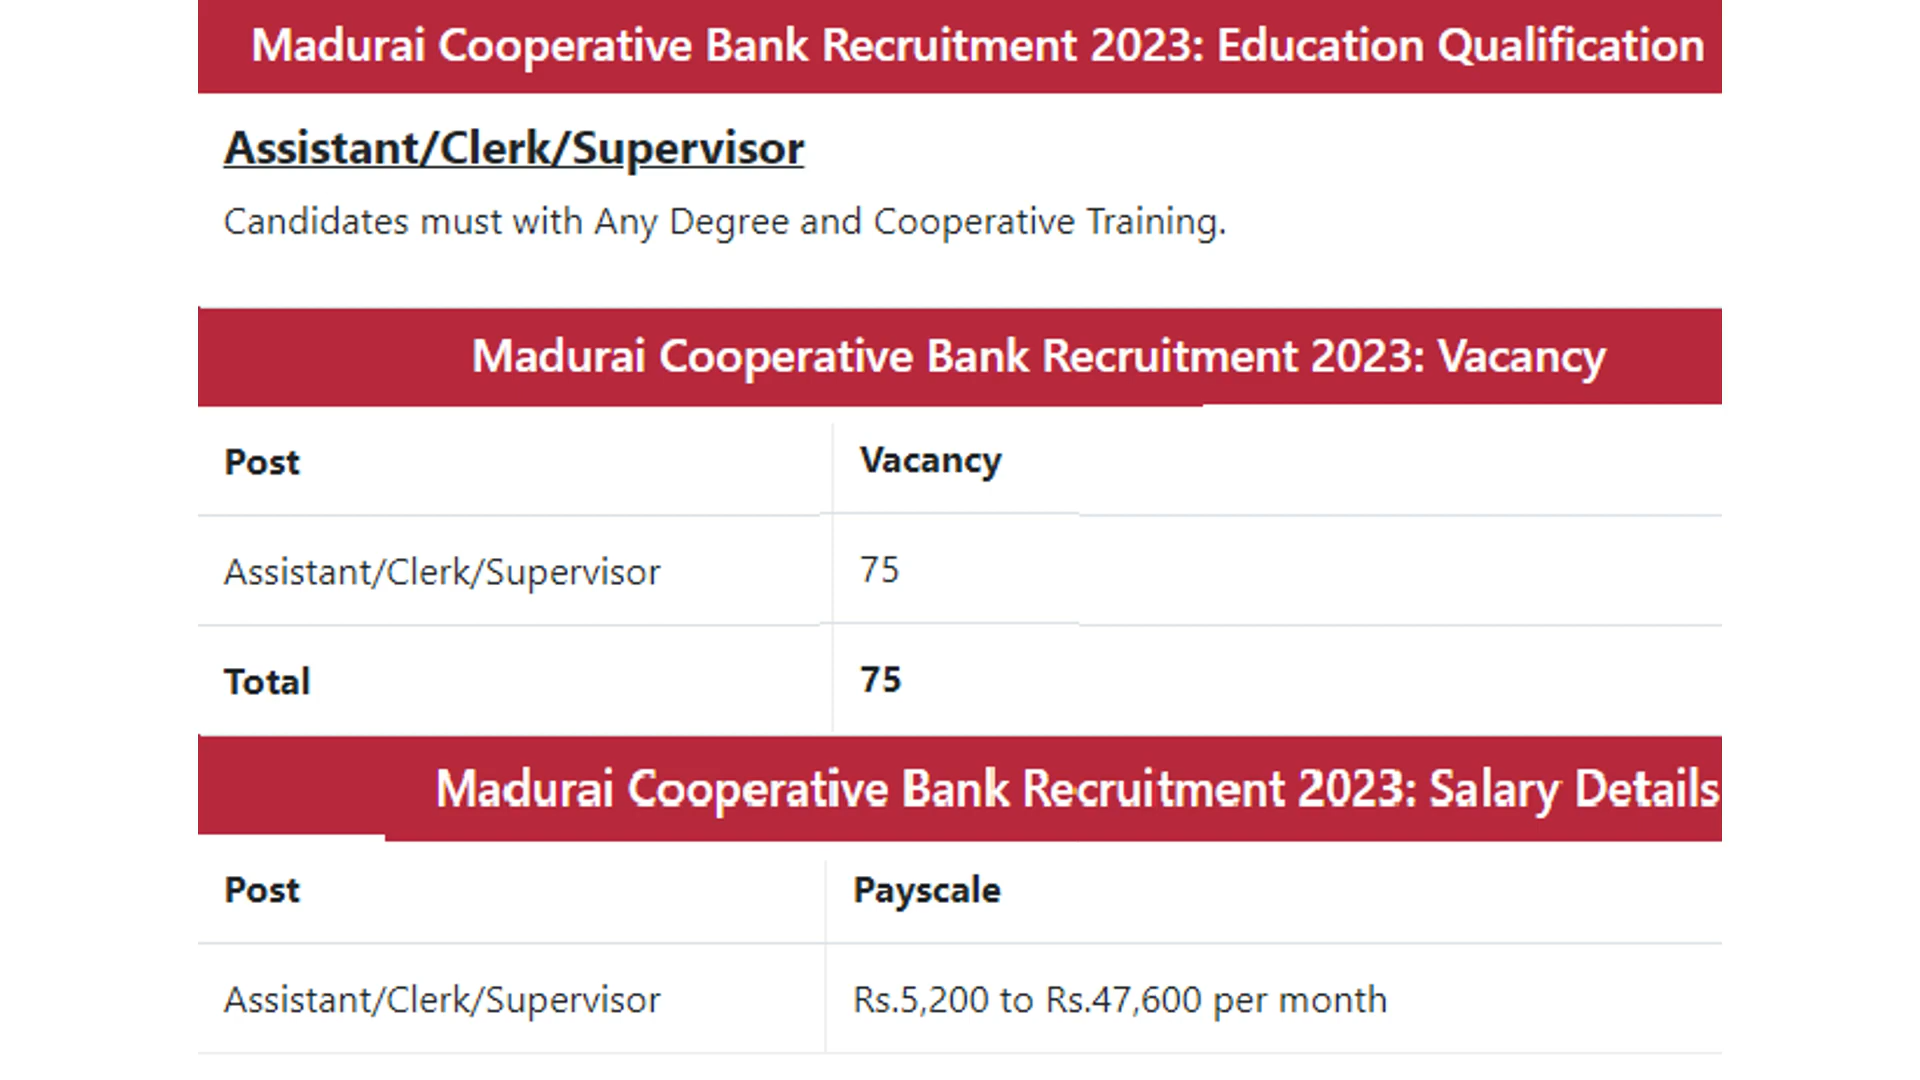 Madurai Cooperative Bank Recruitment 2023: Education Qualification
Assistant/Clerk/Supervisor
Candidates must with Any Degree and Cooperative Training.
Madurai Cooperative Bank Recruitment 2023: Vacancy
Post Vacancy
Assistant/Clerk/Supervisor 75
Total 75
Madurai Cooperative Bank Recruitment 2023: Salary Details
Post Payscale
Assistant/Clerk/Supervisor Rs.5,200 to Rs.47,600 per month